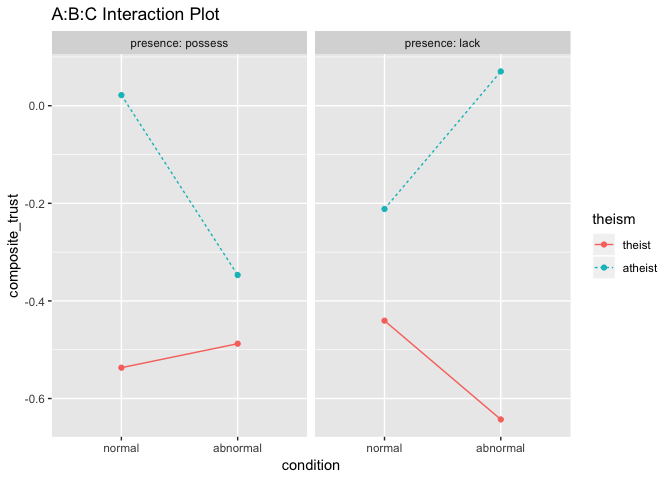 A:B:C Interaction Plot
presence: possess
presence: lack
0.0
-0.2
-0.4
-0.6
composite_trust
normal
abnormal
normal
abnormal
condition
theism
theist
atheist